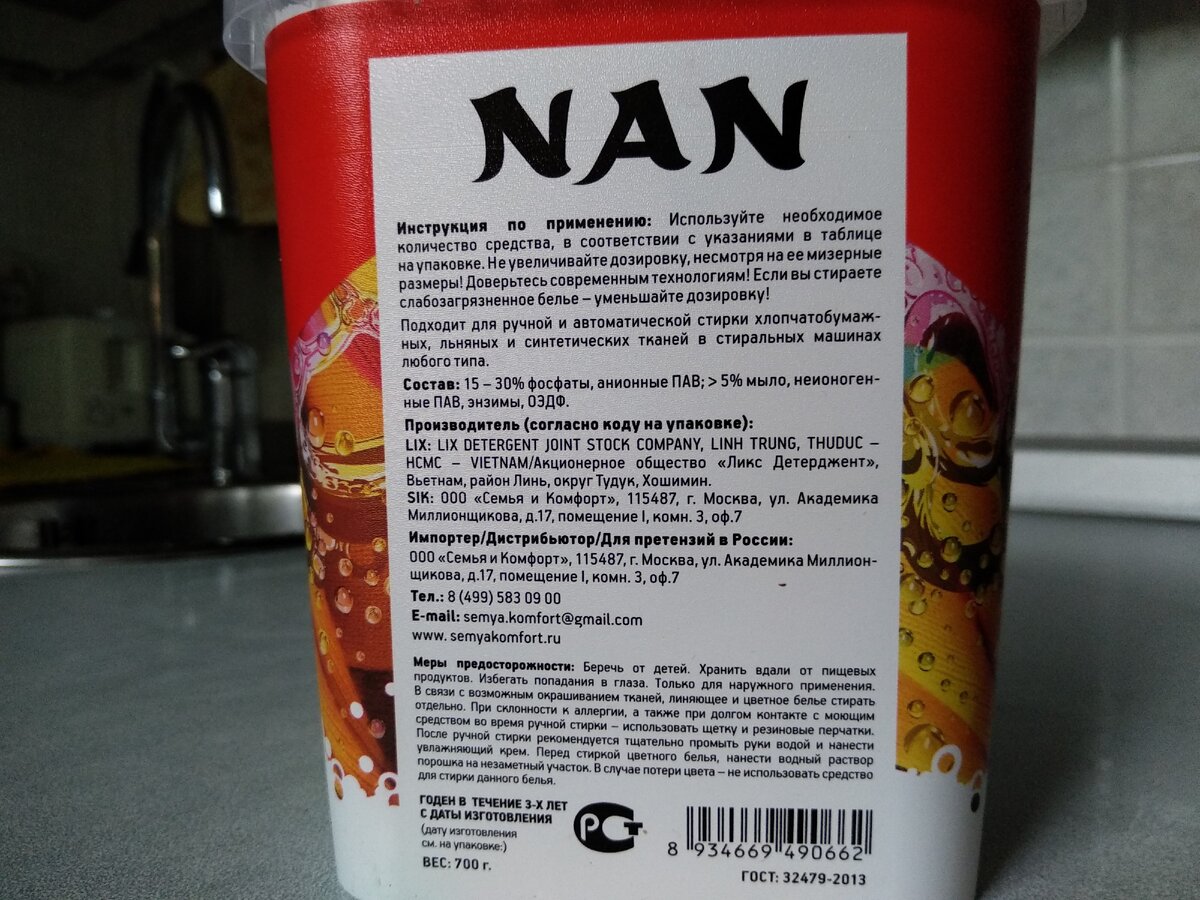 NAN
Инструкция по применению: Используйте необходимое
количество средства, в соответствии с указаниями в таблице
на упаковке. Не увеличивайте дозировку, несмотря на ее мизерные
размеры! Доверьтесь современным технологиям! Если вы стираете
слабозагрязненное белье – уменьшайте дозировку!
Подходит для ручной и автоматической стирки хлопчатобумаж-
ных, льняных и синтетических тканей в стиральных машинах
любого типа.
Состав: 15 – 30% фосфаты, анионные ПАВ; > 5% мыло, неионоген-
ные ПАВ, энзимы, ОЭДФ.
Производитель (согласно коду на упаковке):
LIX: LIX DETERGENT JOINT STOCK COMPANY, LINH TRUNG, THUDUC –
HCMC – VIETNAM/Акционерное общество «Ликс Детерджент»,
Вьетнам, район Линь, округ Тудук, Хошимин.
SIK: ООО «Семья и Комфорт», 115487, г. Москва, ул. Академика
Миллионщикова, д.17, помещение I, комн. 3, оф.7
Импортер/Дистрибьютор/Для претензий в России:
ООО «Семья и Комфорт», 115487, г. Москва, ул. Академика Миллион-
щикова, д.17, помещение I, комн. 3, оф.7
Тел.: 8 (499) 583 09 00
E-mail: semya.komfort@gmail.com
www. semyakomfort.ru
Меры предосторожности: Беречь от детей. Хранить вдали от пищевых
продуктов. Избегать попадания в глаза. Только для наружного применения.
В связи с возможным окрашиванием тканей, линяющее и цветное белье стирать
отдельно. При склонности к аллергии, а также при долгом контакте с моющим
средством во время ручной стирки – использовать щетку и резиновые перчатки.
После ручной стирки рекомендуется тщательно промыть руки водой и нанести
увлажняющий крем. Перед стиркой цветного белья, нанести водный раствор
порошка на незаметный участок. В случае потери цвета – не использовать средство
для стирки данного белья.
ГОДЕН В ТЕЧЕНИЕ 3-Х ЛЕТ
С ДАТЫ ИЗГОТОВЛЕНИЯ
(дату изготовления
см. на упаковке:)
ВЕС: 700 г.
РСТ
8 934669 490662
ГОСТ: 32479-2013